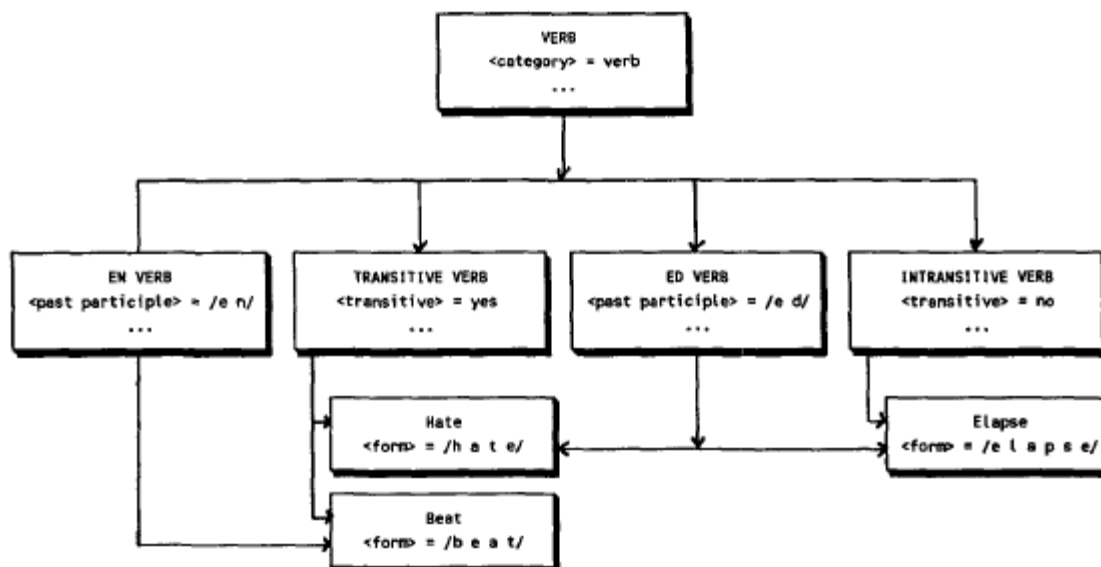 VERB
<category> = verb
...
EN VERB
<past participle> = /e n/
...
TRANSITIVE VERB
<transitive> = yes
...
ED VERB
<past participle> = /e d/
...
INTRANSITIVE VERB
<transitive> = no
...
Hate
<form> = /h a t e/
Elapse
<form> = /e l a p s e/
Beat
<form> = /b e a t/